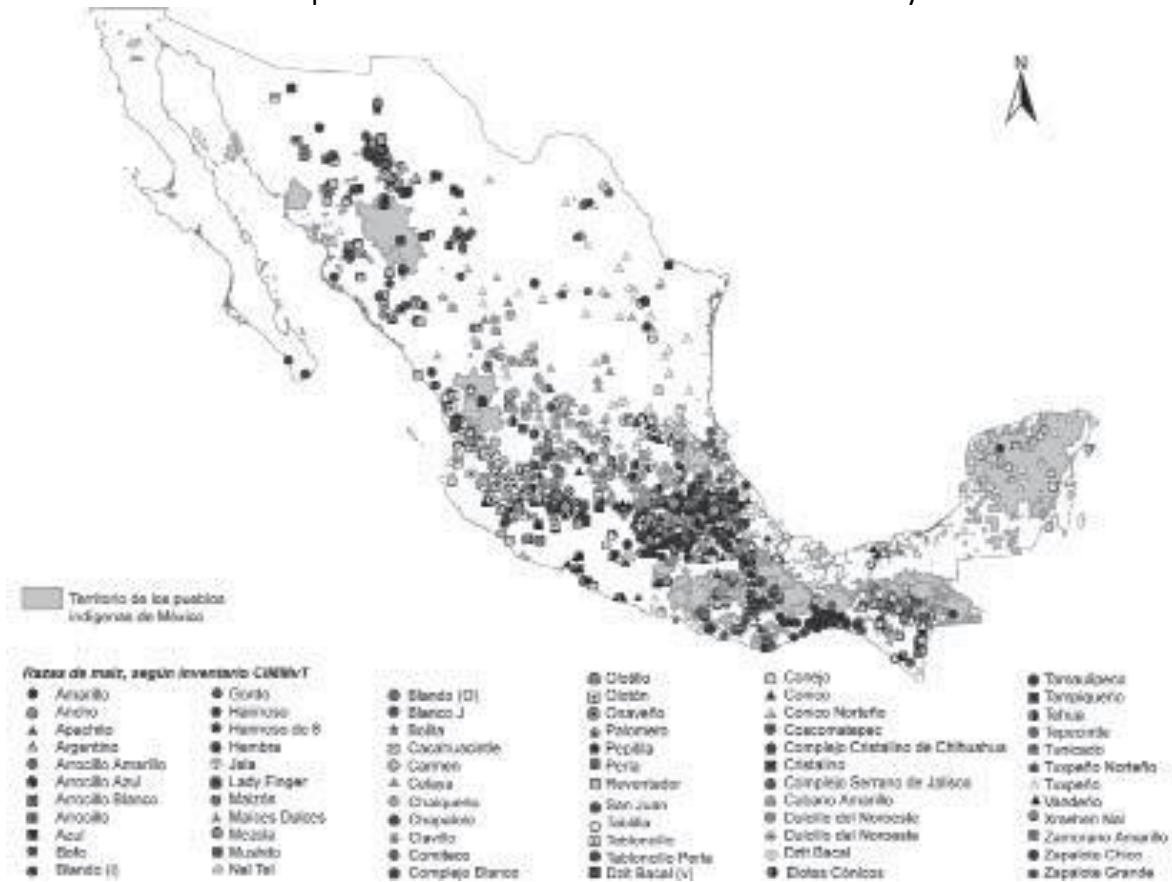 N
Territorio de los pueblos
indígenas de México
Razas de maíz, según inventario CIMMYT
Amarillo
Ancho
Apachito
Argentino
Arrocillo Amarillo
Arrocillo Azul
Arrocillo Blanco
Arrocillo
Azul
Bofo
Blando (I)
Gordo
Harinoso
Harinoso de 8
Hembra
Jala
Lady Finger
Maizón
Maíces Dulces
Mezcla
Mushito
Nal Tel
Blando (O)
Blanco J
Bolita
Cacahuacintle
Carmen
Celaya
Chalqueño
Chapalote
Clavillo
Comiteco
Complejo Blanco
Olotillo
Olotón
Onaveño
Palomero
Pepitilla
Perla
Reventador
San Juan
Tablilla
Tabloncillo
Tabloncillo Perla
Dzit Bacal (v)
Conejo
Cónico
Conico Norteño
Coscomatepec
Complejo Cristalino de Chihuahua
Cristalino
Complejo Serrano de Jalisco
Cubano Amarillo
Dulcillo del Noroeste
Dulcillo del Noroeste
Dzit Bacal
Elotes Cónicos
Tamaulipeco
Tampiqueño
Tehua
Tepecintle
Tunicado
Tuxpeño Norteño
Tuxpeño
Vandeño
Xmehen Nal
Zamorano Amarillo
Zapalote Chico
Zapalote Grande